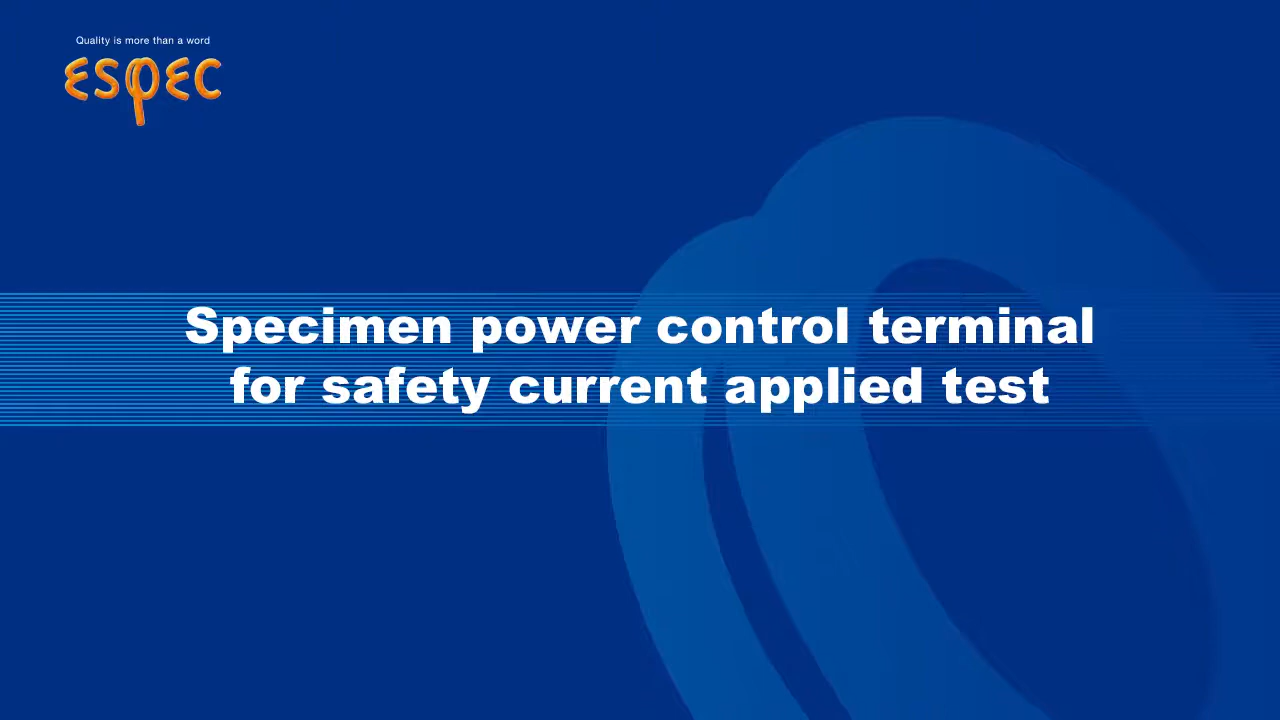 Quality is more than a word
ESPEC
Specimen power control terminal
for safety current applied test